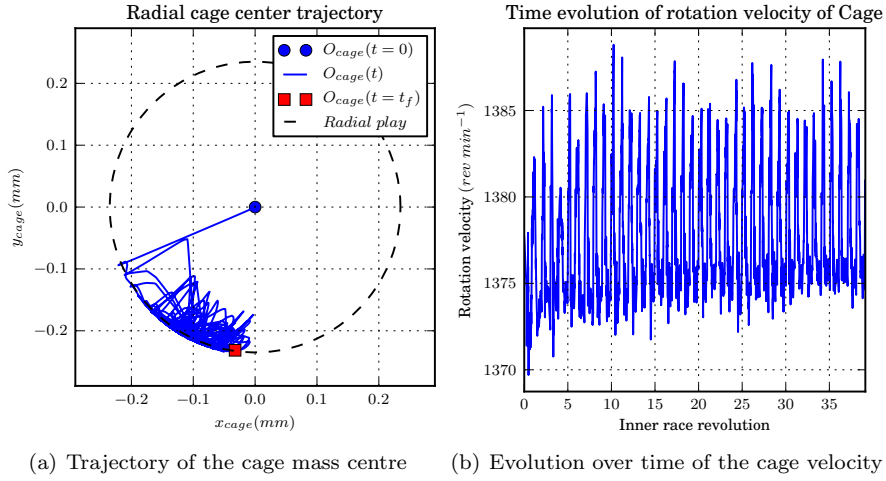 Radial cage center trajectory
O_cage(t=0)
O_cage(t)
O_cage(t=t_f)
Radial play
0.2
0.1
0.0
−0.1
−0.2
y_cage(mm)
−0.2 −0.1 0.0 0.1 0.2
x_cage(mm)
(a) Trajectory of the cage mass centre
Time evolution of rotation velocity of Cage
1385
1380
1375
1370
Rotation velocity (rev min⁻¹)
0 5 10 15 20 25 30 35
Inner race revolution
(b) Evolution over time of the cage velocity